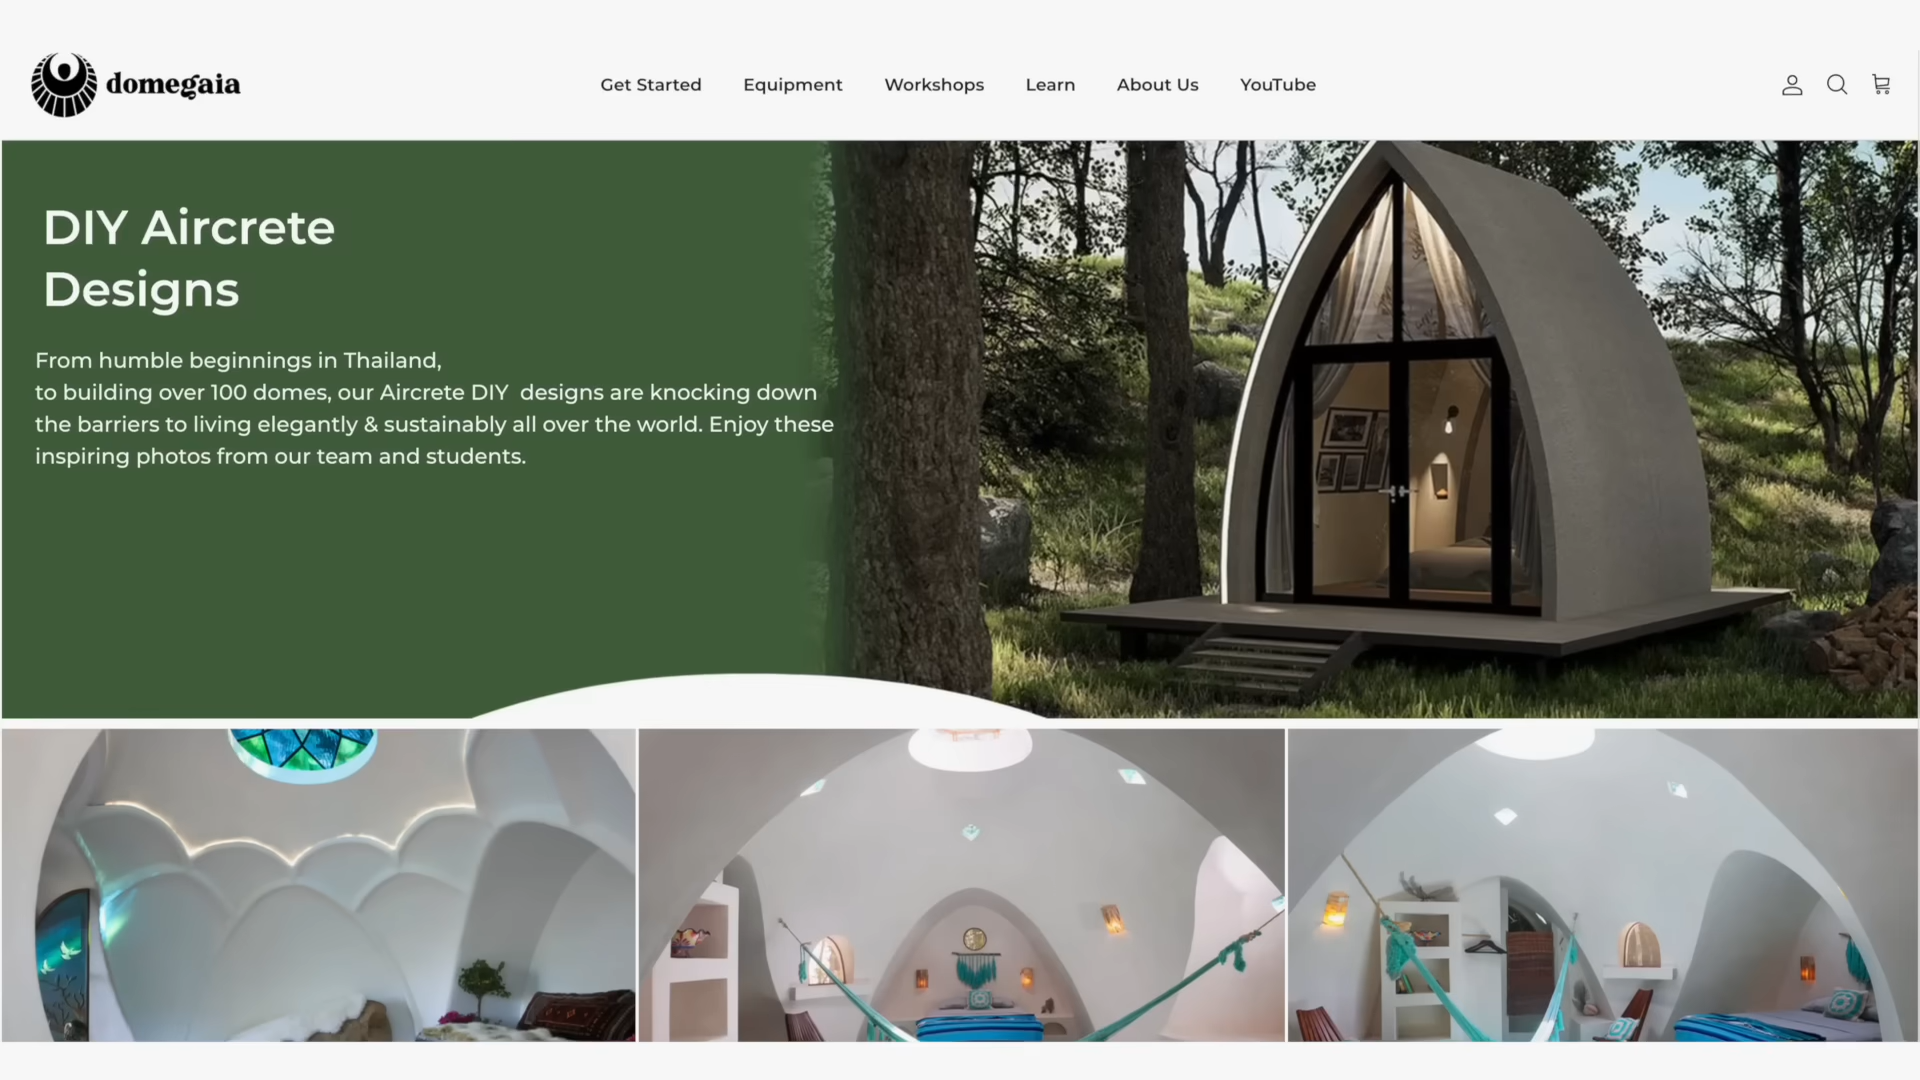 domegaia
Get Started
Equipment
Workshops
Learn
About Us
YouTube
DIY Aircrete
Designs
From humble beginnings in Thailand,
to building over 100 domes, our Aircrete DIY  designs are knocking down
the barriers to living elegantly & sustainably all over the world. Enjoy these
inspiring photos from our team and students.